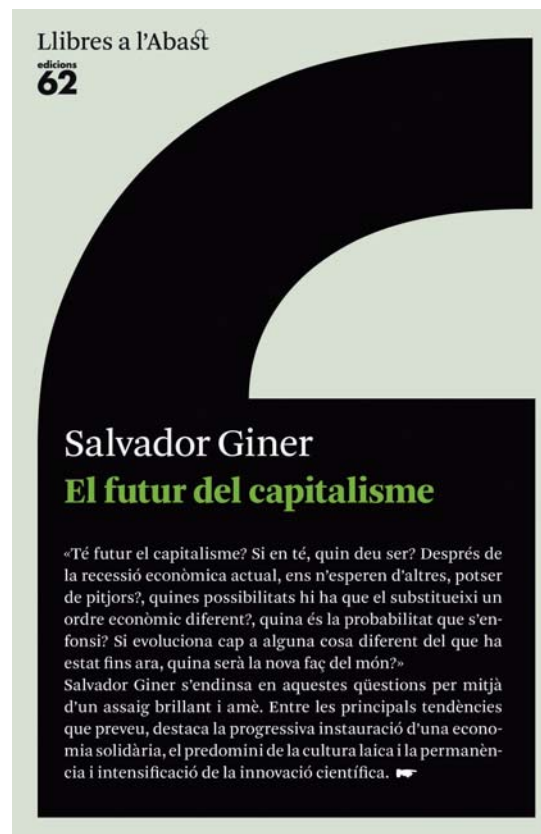 Llibres a l'Abast
edicions
62
Salvador Giner
El futur del capitalisme
«Té futur el capitalisme? Si en té, quin deu ser? Després de
la recessió econòmica actual, ens n'esperen d'altres, potser
de pitjors?, quines possibilitats hi ha que el substitueixi un
ordre econòmic diferent?, quina és la probabilitat que s'en-
fonsi? Si evoluciona cap a alguna cosa diferent del que ha
estat fins ara, quina serà la nova faç del món?»
Salvador Giner s'endinsa en aquestes qüestions per mitjà
d'un assaig brillant i amè. Entre les principals tendències
que preveu, destaca la progressiva instauració d'una econo-
mia solidària, el predomini de la cultura laica i la permanèn-
cia i intensificació de la innovació científica. ☛